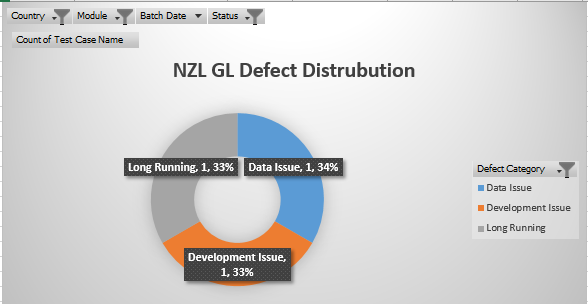 Country Module Batch Date Status
Count of Test Case Name
NZL GL Defect Distrubution
Long Running, 1, 33%
Data Issue, 1, 34%
Development Issue,
1, 33%
Defect Category
Data Issue
Development Issue
Long Running